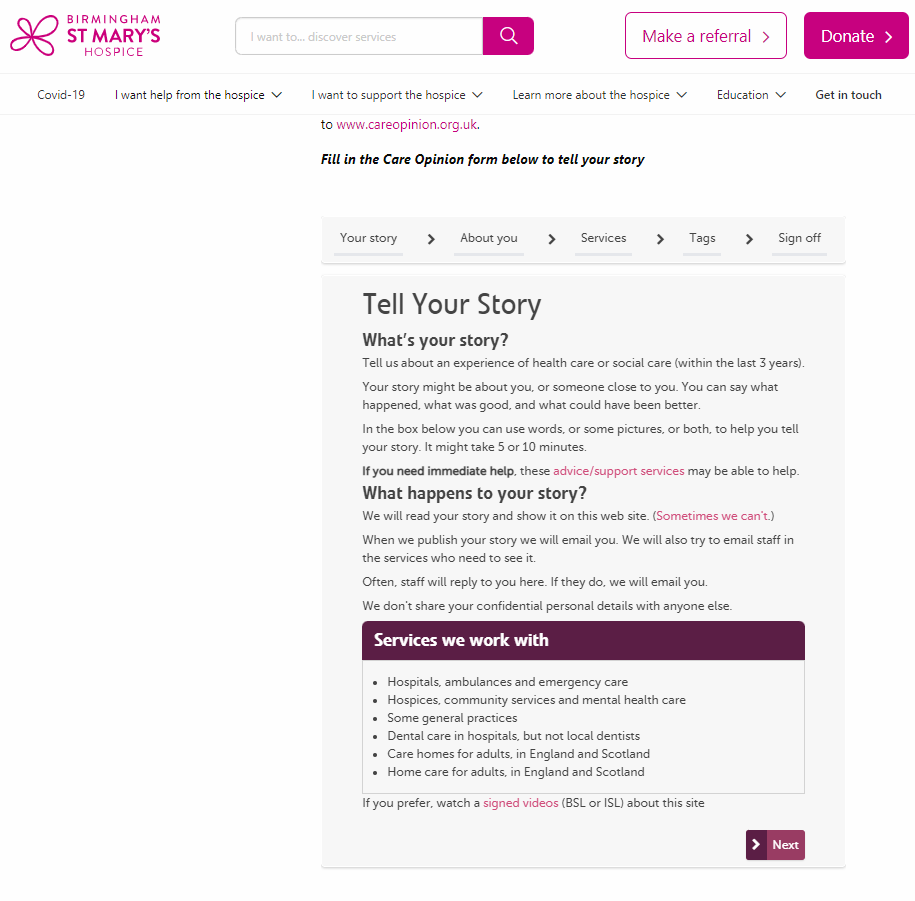 BIRMINGHAM
ST MARY'S
HOSPICE
I want to... discover services
Make a referral
Donate
Covid-19
I want help from the hospice
I want to support the hospice
Learn more about the hospice
Education
Get in touch
to www.careopinion.org.uk.
Fill in the Care Opinion form below to tell your story
Your story
About you
Services
Tags
Sign off
Tell Your Story
What's your story?
Tell us about an experience of health care or social care (within the last 3 years).
Your story might be about you, or someone close to you. You can say what
happened, what was good, and what could have been better.
In the box below you can use words, or some pictures, or both, to help you tell
your story. It might take 5 or 10 minutes.
If you need immediate help, these advice/support services may be able to help.
What happens to your story?
We will read your story and show it on this web site. (Sometimes we can't.)
When we publish your story we will email you. We will also try to email staff in
the services who need to see it.
Often, staff will reply to you here. If they do, we will email you.
We don't share your confidential personal details with anyone else.
Services we work with
• Hospitals, ambulances and emergency care
• Hospices, community services and mental health care
• Some general practices
• Dental care in hospitals, but not local dentists
• Care homes for adults, in England and Scotland
• Home care for adults, in England and Scotland
If you prefer, watch a signed videos (BSL or ISL) about this site
Next